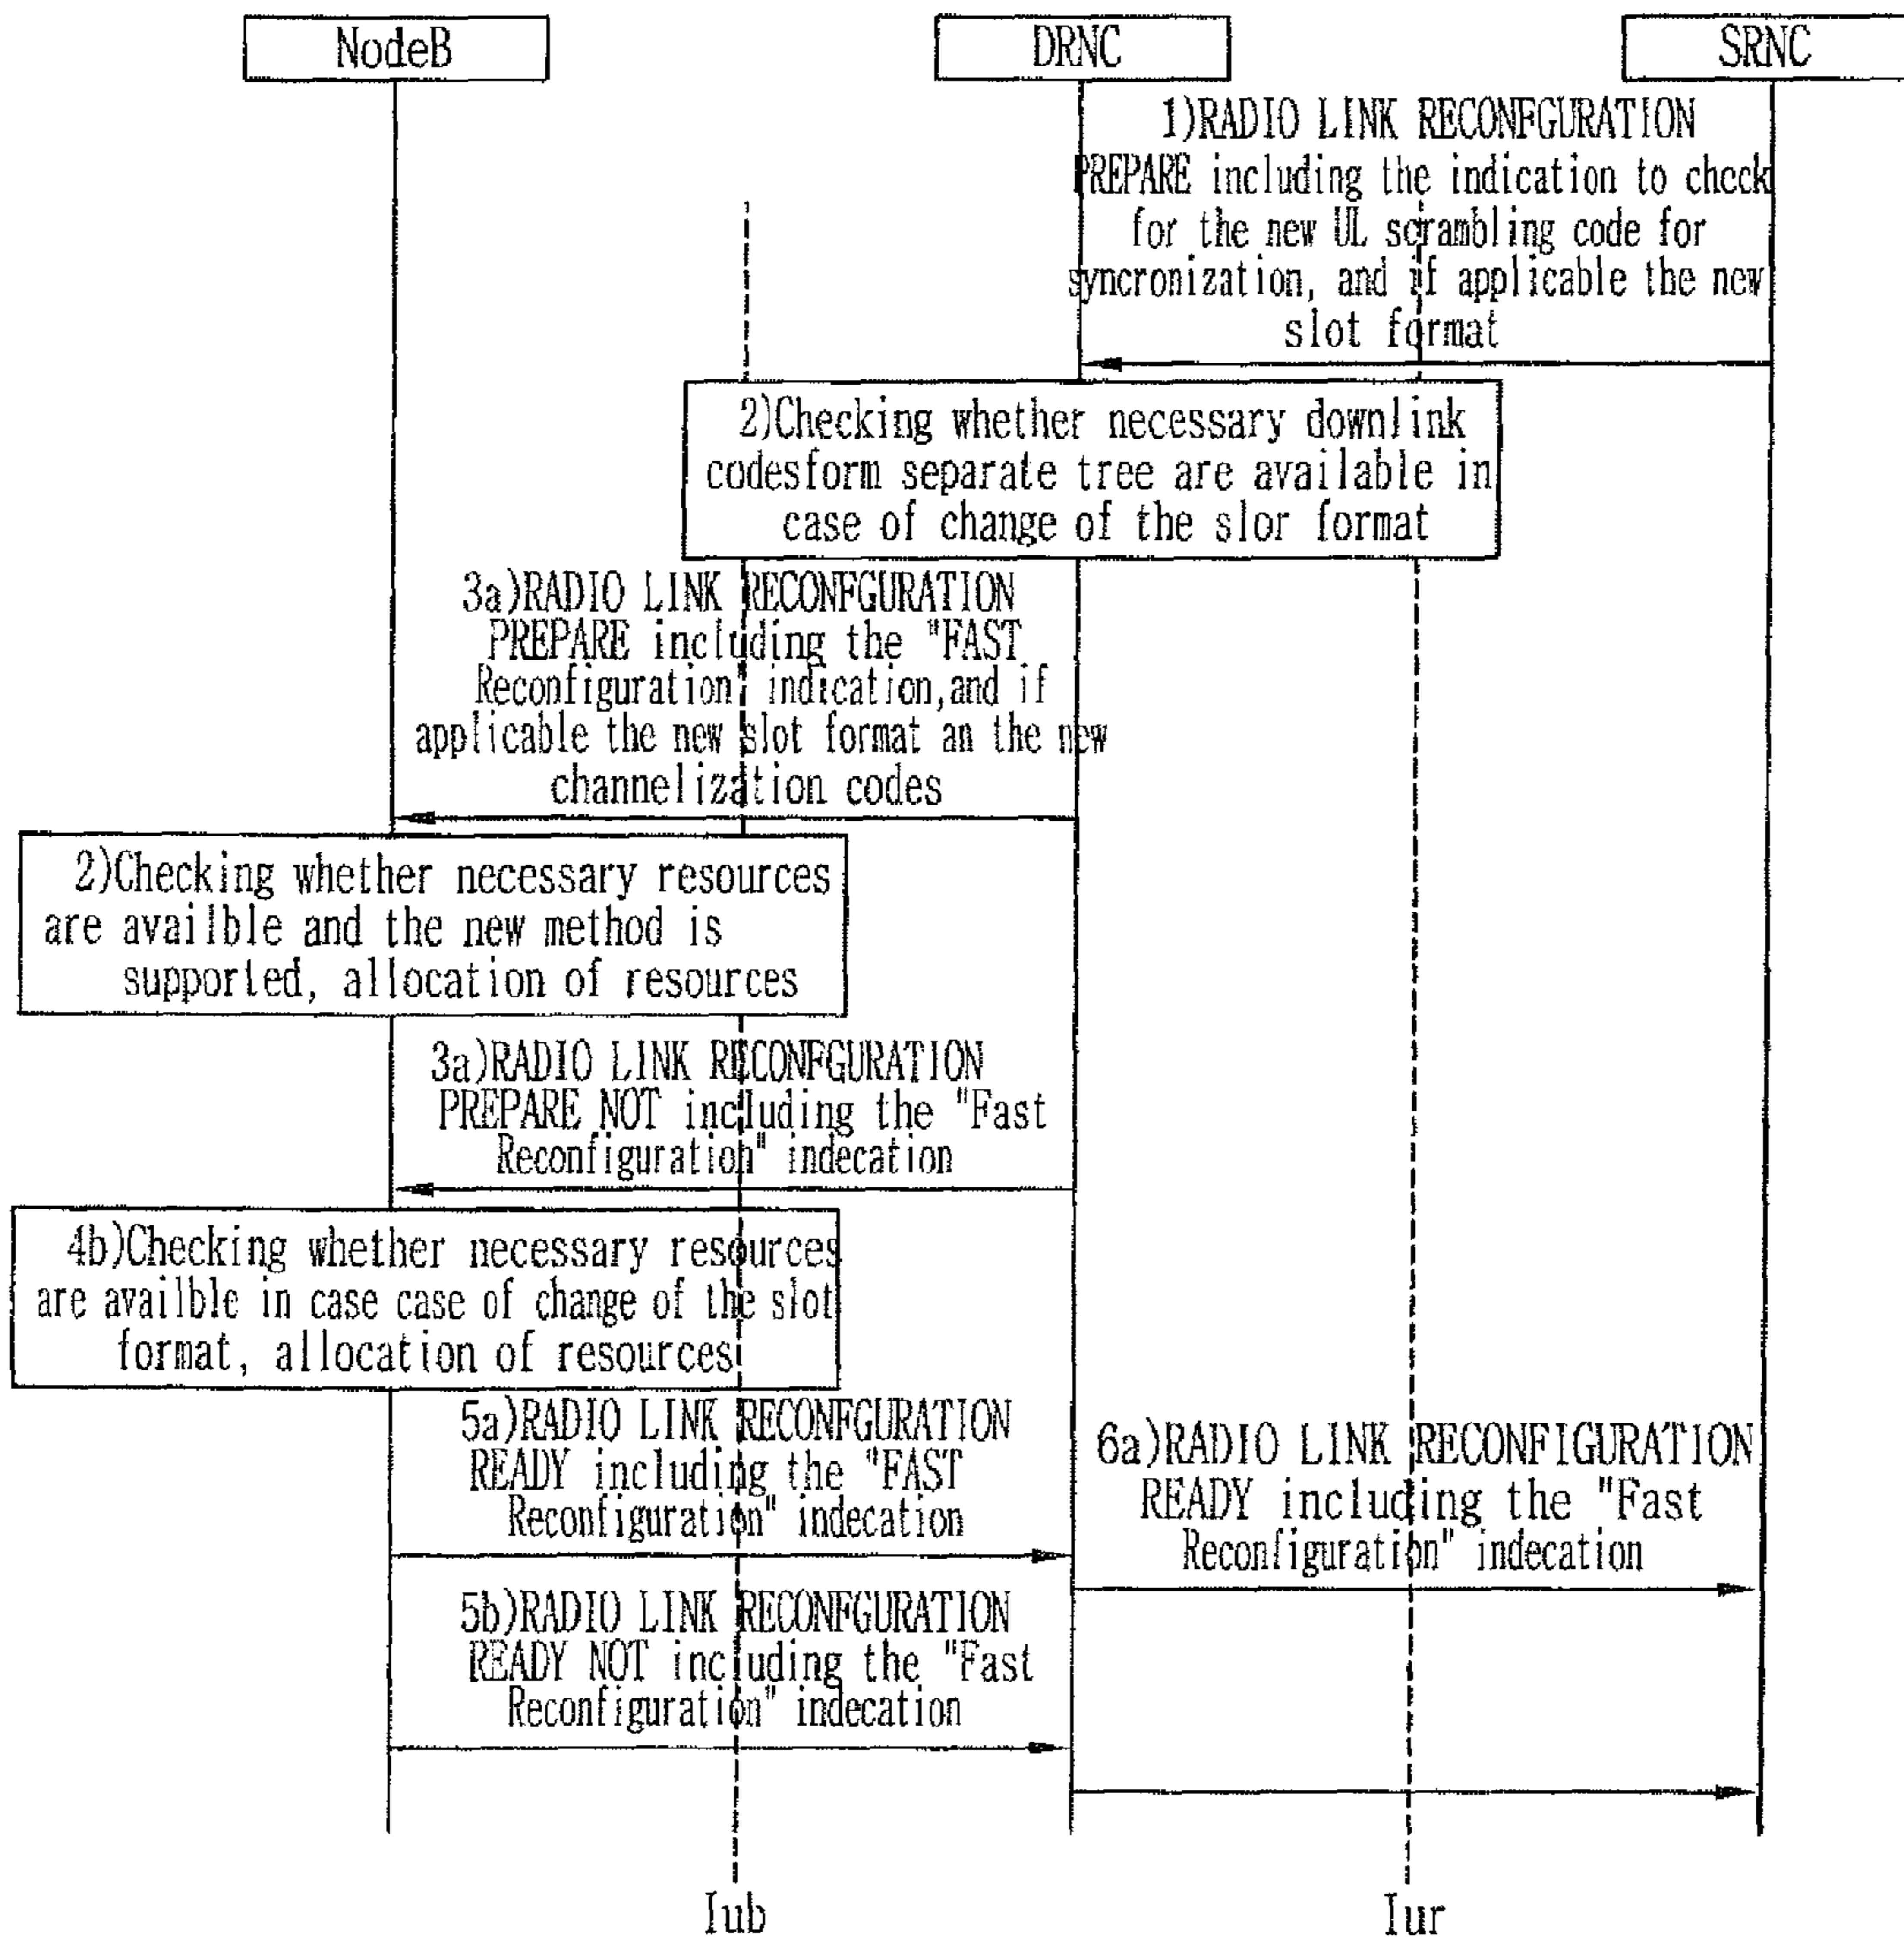 NodeB
DRNC
SRNC
1)RADIO LINK RECONFGURATION
PREPARE including the indication to check
for the new UL scrambling code for
syncronization, and if applicable the new
slot format
2)Checking whether necessary downlink
codesform separate tree are available in
case of change of the slor format
3a)RADIO LINK RECONFGURATION
PREPARE including the "FAST
Reconfiguration" indication,and if
applicable the new slot format an the new
channelization codes
2)Checking whether necessary resources
are availble and the new method is
supported, allocation of resources
3a)RADIO LINK RECONFGURATION
PREPARE NOT including the "Fast
Reconfiguration" indecation
4b)Checking whether necessary resources
are availble in case case of change of the slot
format, allocation of resources
5a)RADIO LINK RECONFGURATION
READY including the "FAST
Reconfiguration" indecation
6a)RADIO LINK RECONFIGURATION
READY including the "Fast
Reconfiguration" indecation
5b)RADIO LINK RECONFGURATION
READY NOT including the "Fast
Reconfiguration" indecation
Iub
Iur